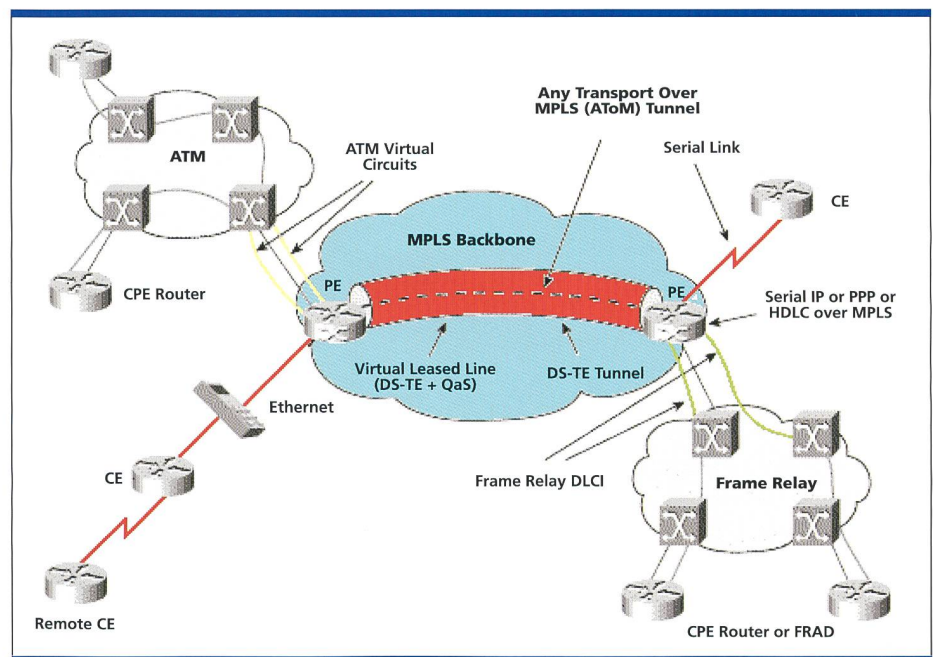 Any Transport Over
MPLS (AToM) Tunnel
ATM Virtual
Circuits
Serial Link
ATM
CE
MPLS Backbone
PE
PE
CPE Router
Serial IP or PPP or
HDLC over MPLS
Virtual Leased Line
(DS-TE + QaS)
DS-TE Tunnel
Ethernet
CE
Frame Relay DLCI
Frame Relay
Remote CE
CPE Router or FRAD